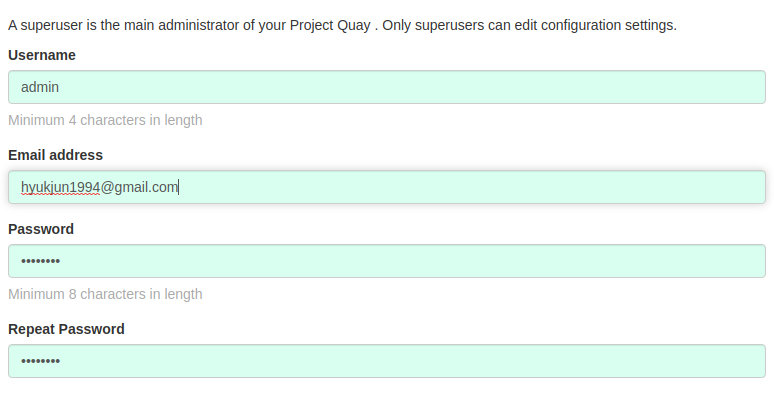 A superuser is the main administrator of your Project Quay . Only superusers can edit configuration settings.
Username
admin
Minimum 4 characters in length
Email address
hyukjun1994@gmail.com
Password
••••••••
Minimum 8 characters in length
Repeat Password
••••••••